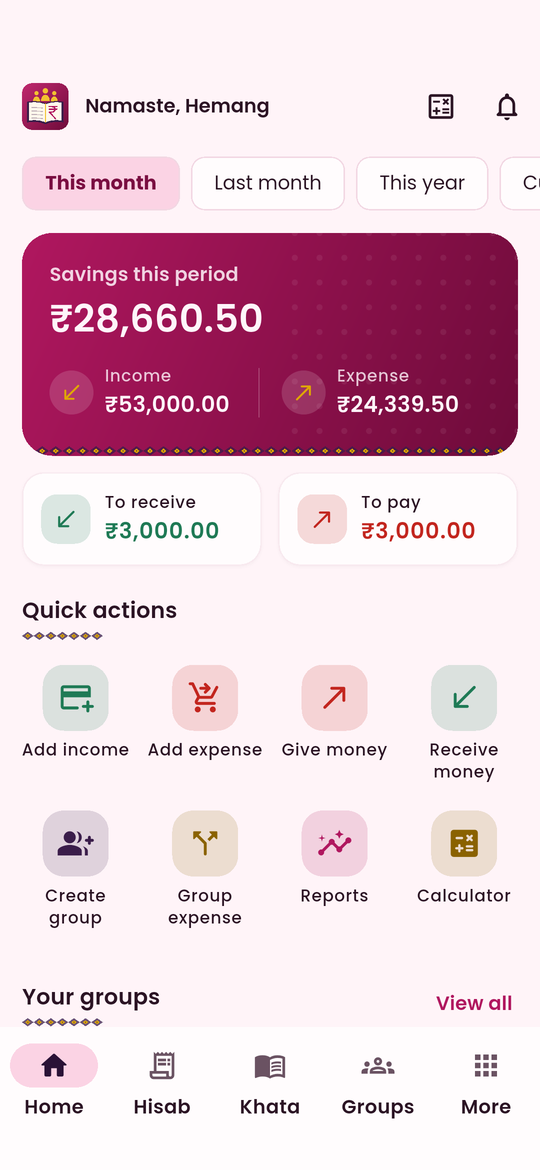 Namaste, Hemang
This month
Last month
This year
Savings this period
₹28,660.50
Income
₹53,000.00
Expense
₹24,339.50
To receive
₹3,000.00
To pay
₹3,000.00
Quick actions
Add income
Add expense
Give money
Receive
money
Create
group
Group
expense
Reports
Calculator
Your groups
View all
Home
Hisab
Khata
Groups
More